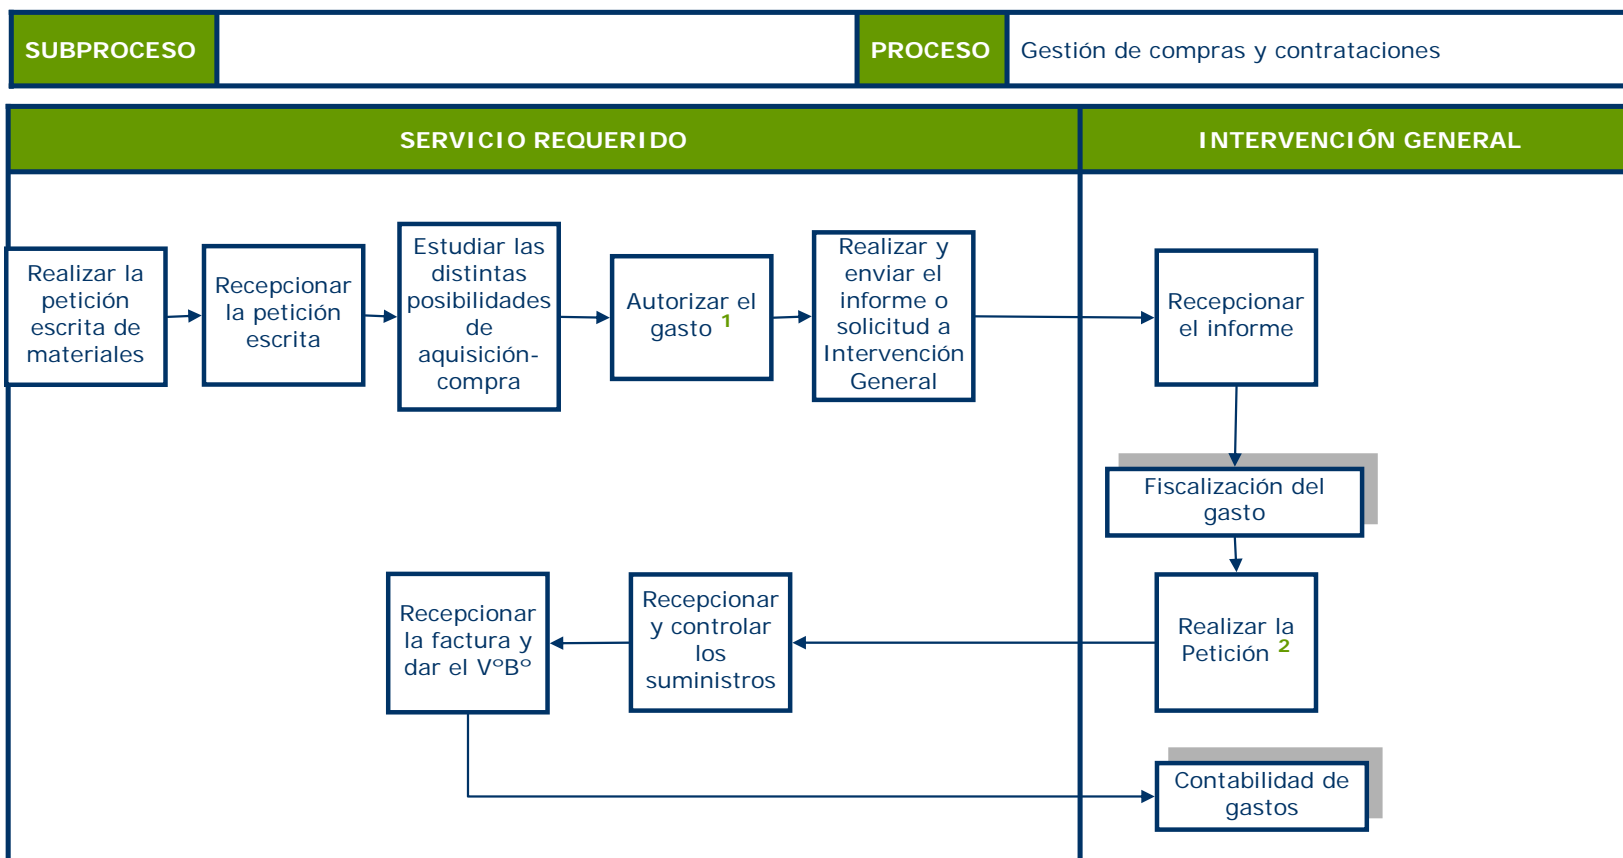 SUBPROCESO
PROCESO
Gestión de compras y contrataciones
SERVICIO REQUERIDO
INTERVENCIÓN GENERAL
Realizar la
petición
escrita de
materiales
Recepcionar
la petición
escrita
Estudiar las
distintas
posibilidades
de
aquisición-
compra
Autorizar el
gasto 1
Realizar y
enviar el
informe o
solicitud a
Intervención
General
Recepcionar
el informe
Fiscalización del
gasto
Recepcionar
la factura y
dar el VºBº
Recepcionar
y controlar
los
suministros
Realizar la
Petición 2
Contabilidad de
gastos